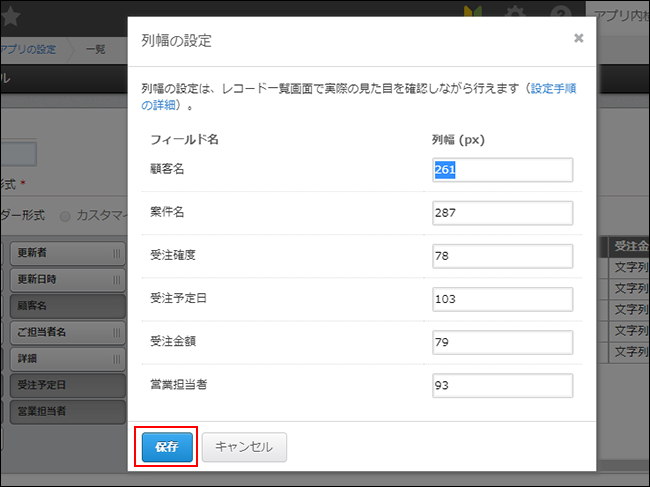 アプリ内検
アプリの設定 一覧
ル
列幅の設定
列幅の設定は、レコード一覧画面で実際の見た目を確認しながら行えます（設定手順
の詳細）。
フィールド名 列幅 (px)
顧客名 261
案件名 287
受注確度 78
受注予定日 103
受注金額 79
営業担当者 93
保存 キャンセル
形式 *
ダー形式 カスタマイ
更新者
更新日時
顧客名
ご担当者名
詳細
受注予定日
営業担当者
受注金
文字列
文字列
文字列
文字列
文字列